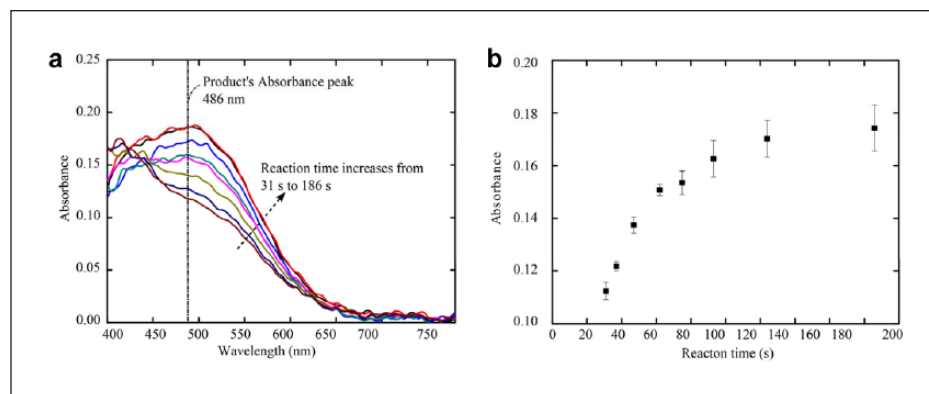 a
0.25
0.20
0.15
0.10
0.05
0.00
Absorbance
Product's Absorbance peak
486 nm
Reaction time increases from
31 s to 186 s
400 450 500 550 600 650 700 750
Wavelength (nm)
b
0.20
0.18
0.16
0.14
0.12
0.10
Absorbance
0 20 40 60 80 100 120 140 160 180 200
Reacton time (s)